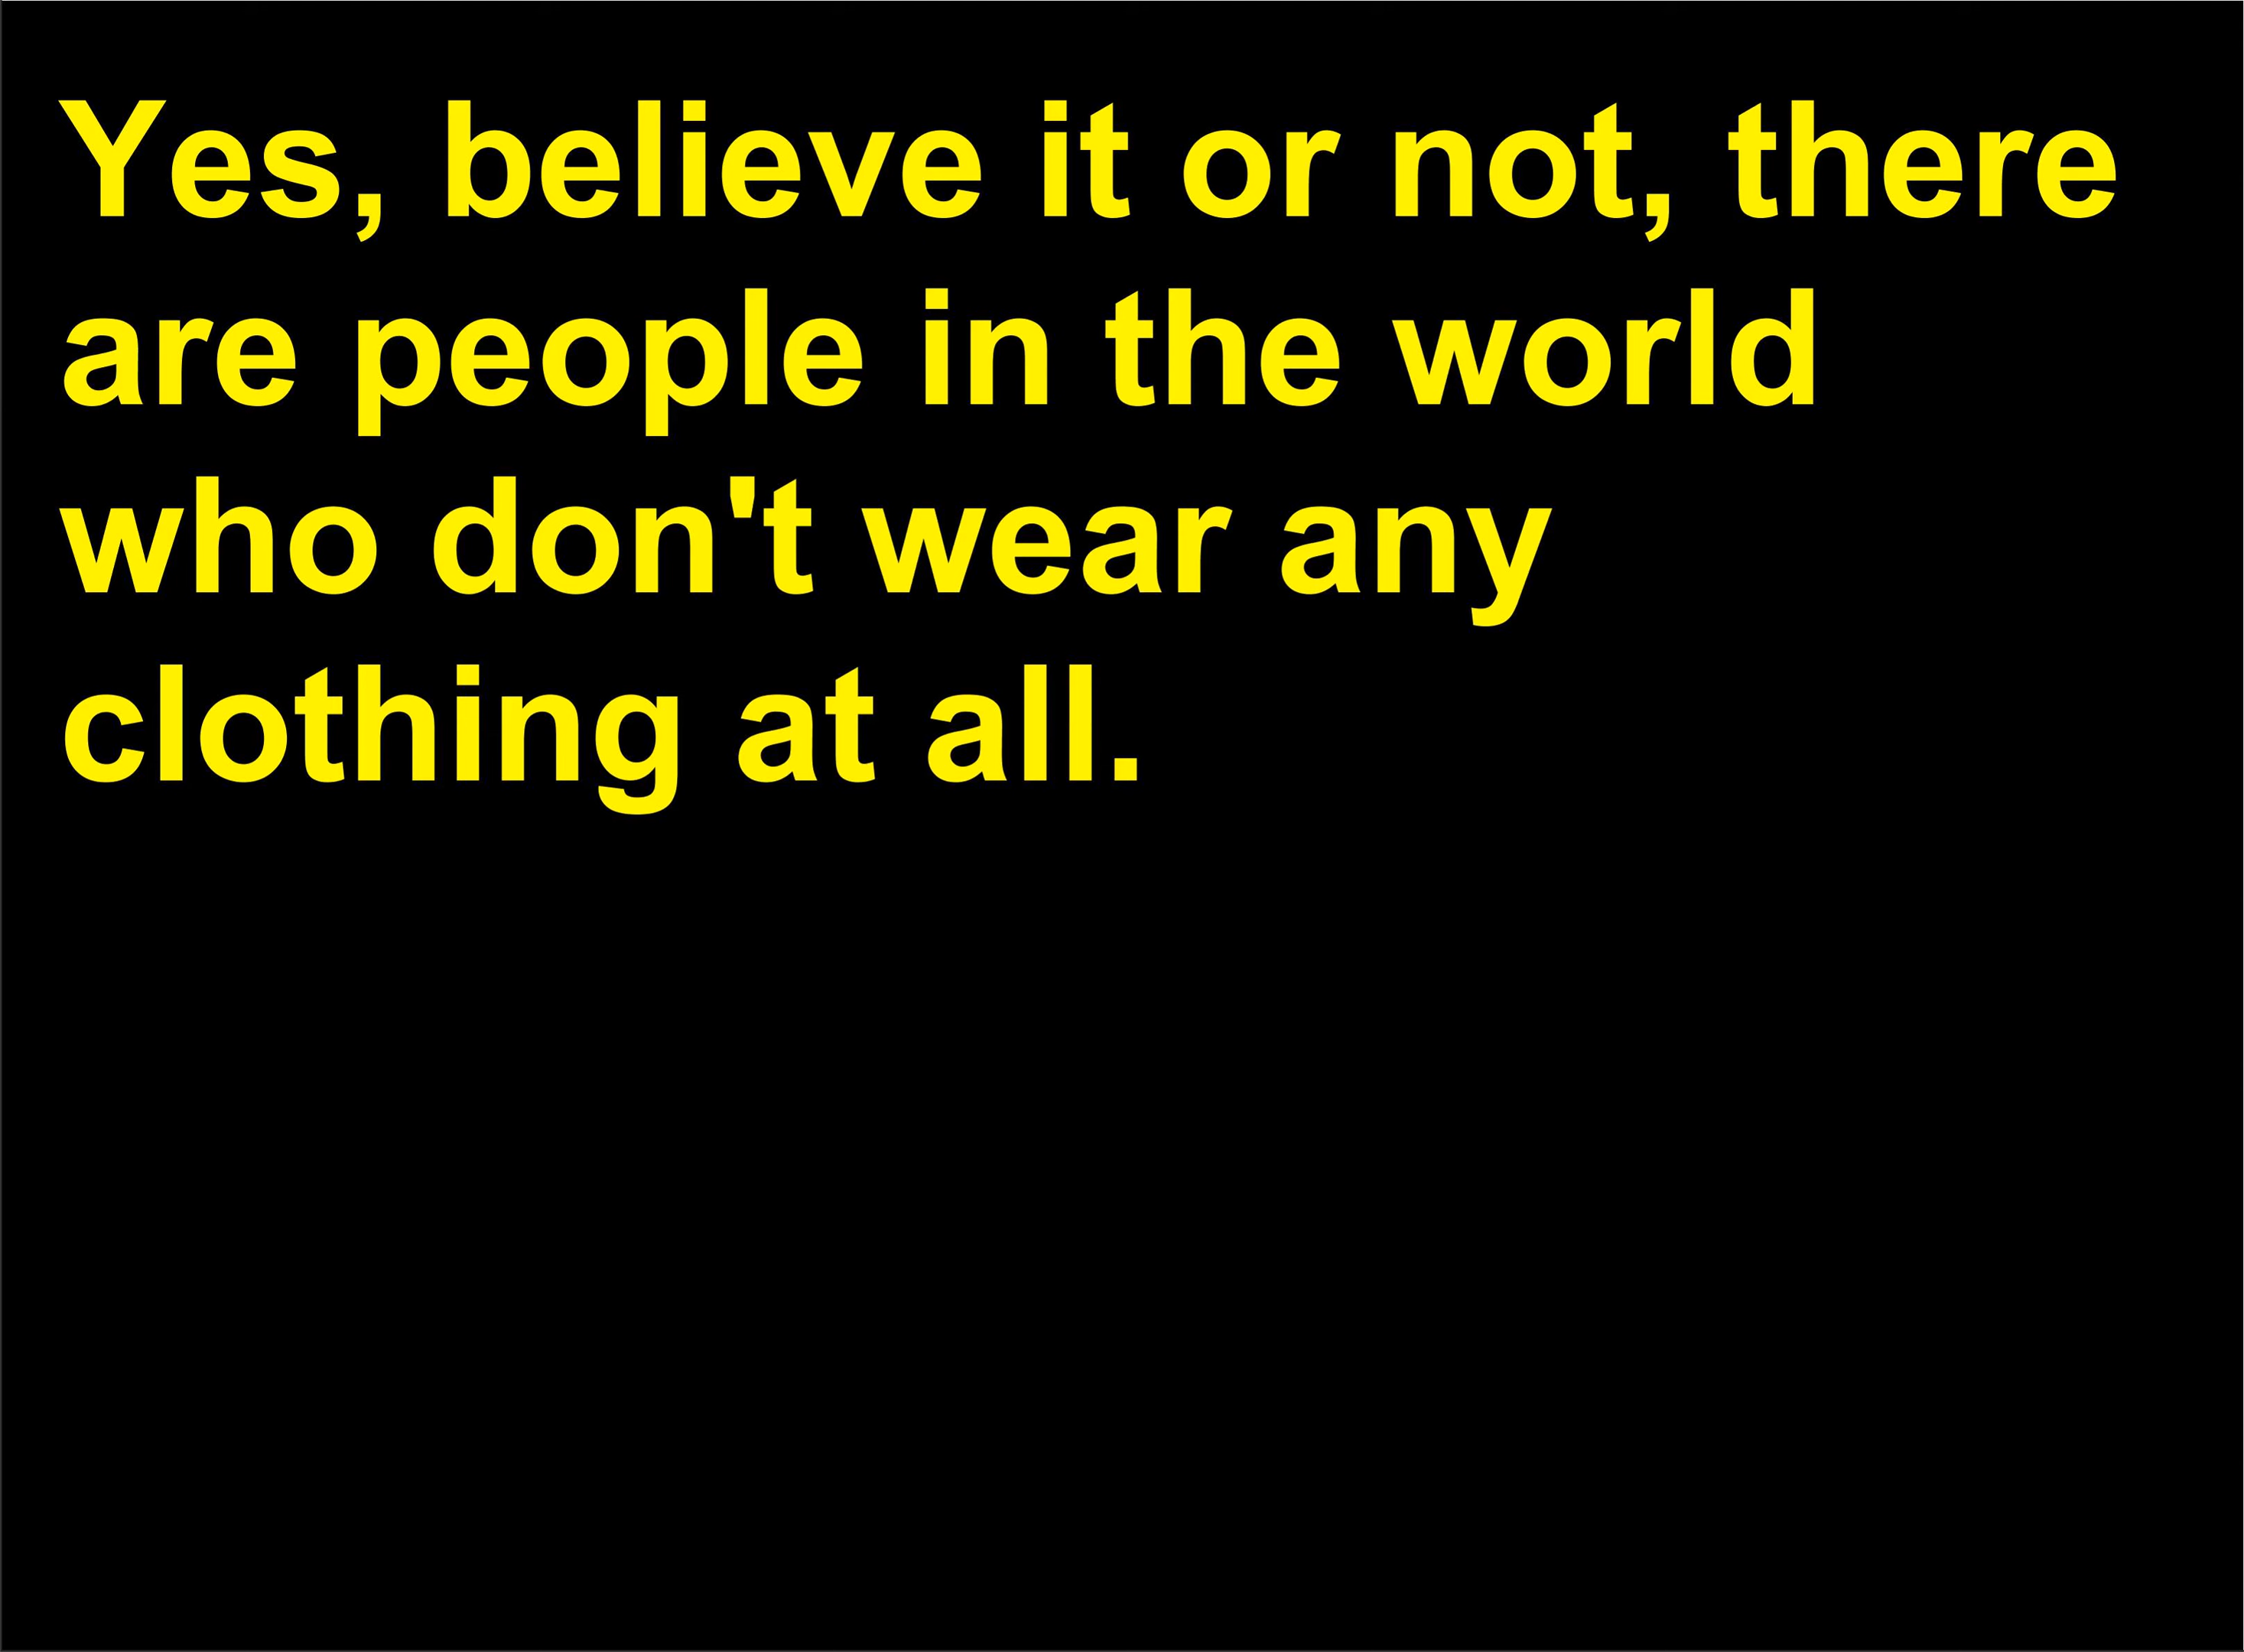 Yes, believe it or not, there
are people in the world
who don't wear any
clothing at all.